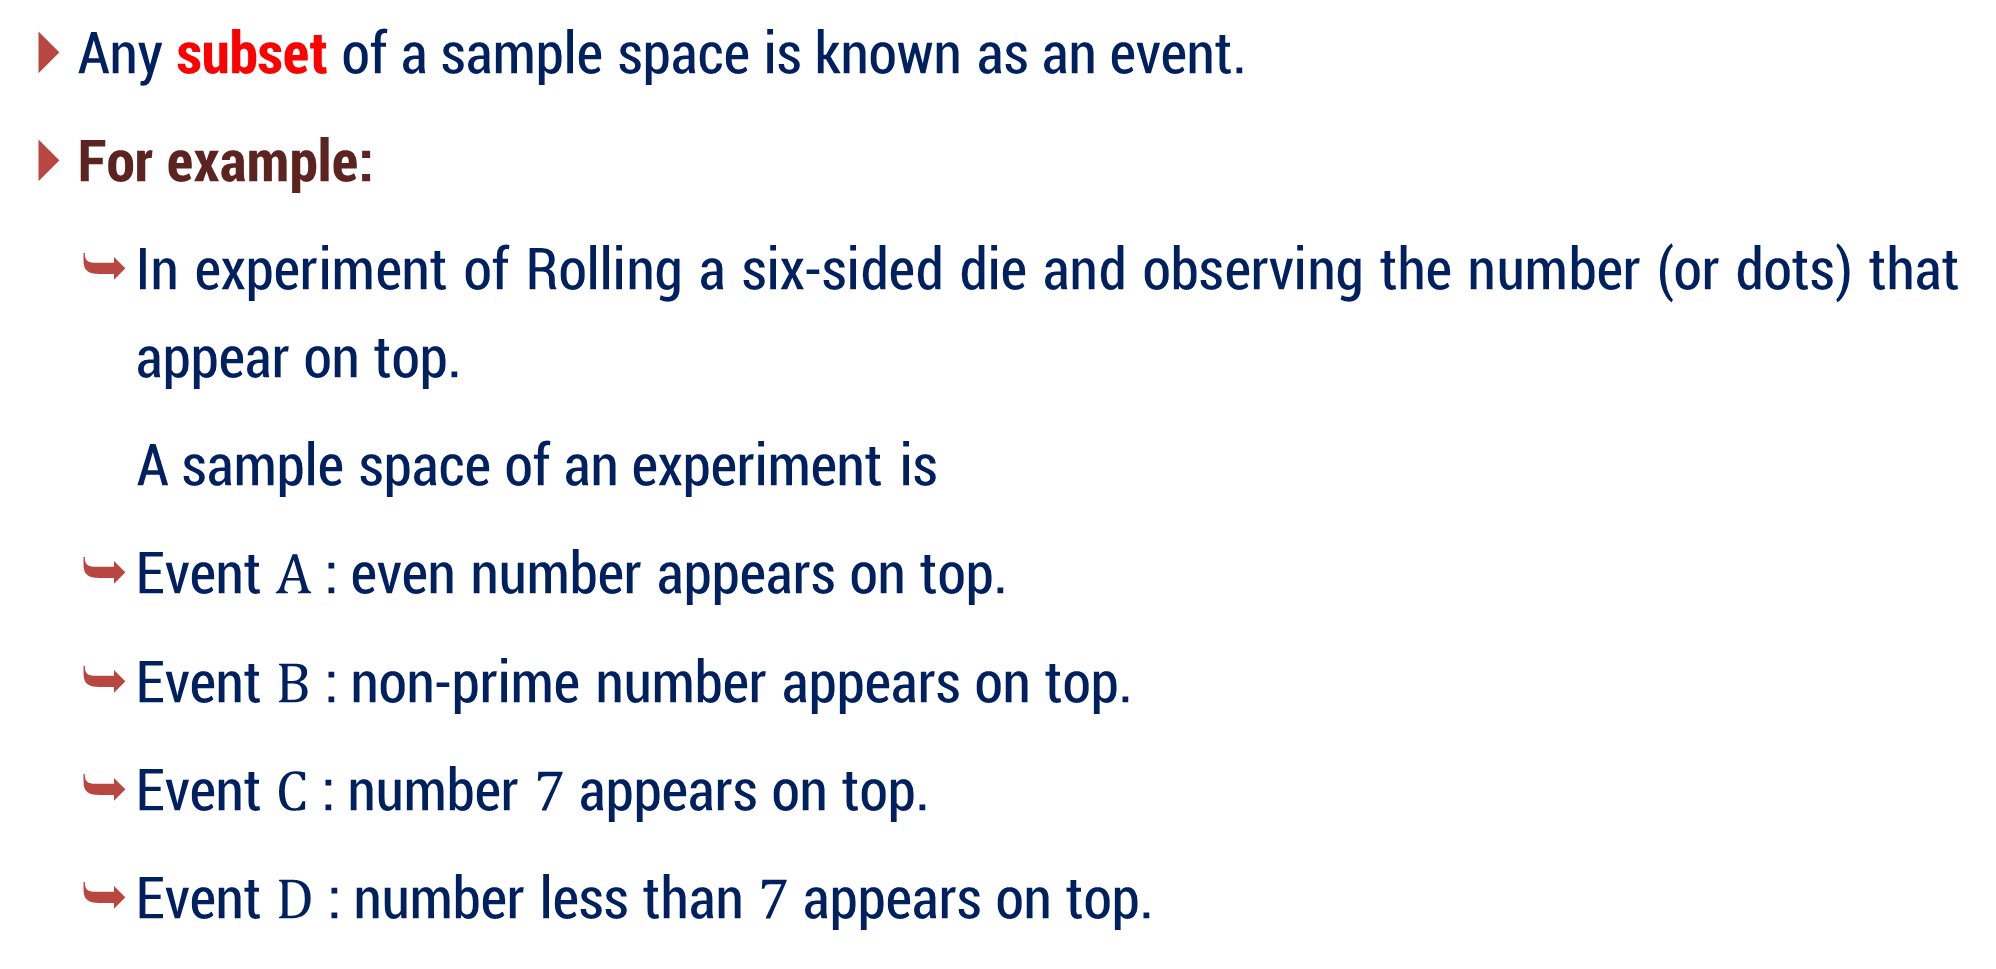 Any subset of a sample space is known as an event.
For example:
In experiment of Rolling a six-sided die and observing the number (or dots) that
appear on top.
A sample space of an experiment is
Event A : even number appears on top.
Event B : non-prime number appears on top.
Event C : number 7 appears on top.
Event D : number less than 7 appears on top.